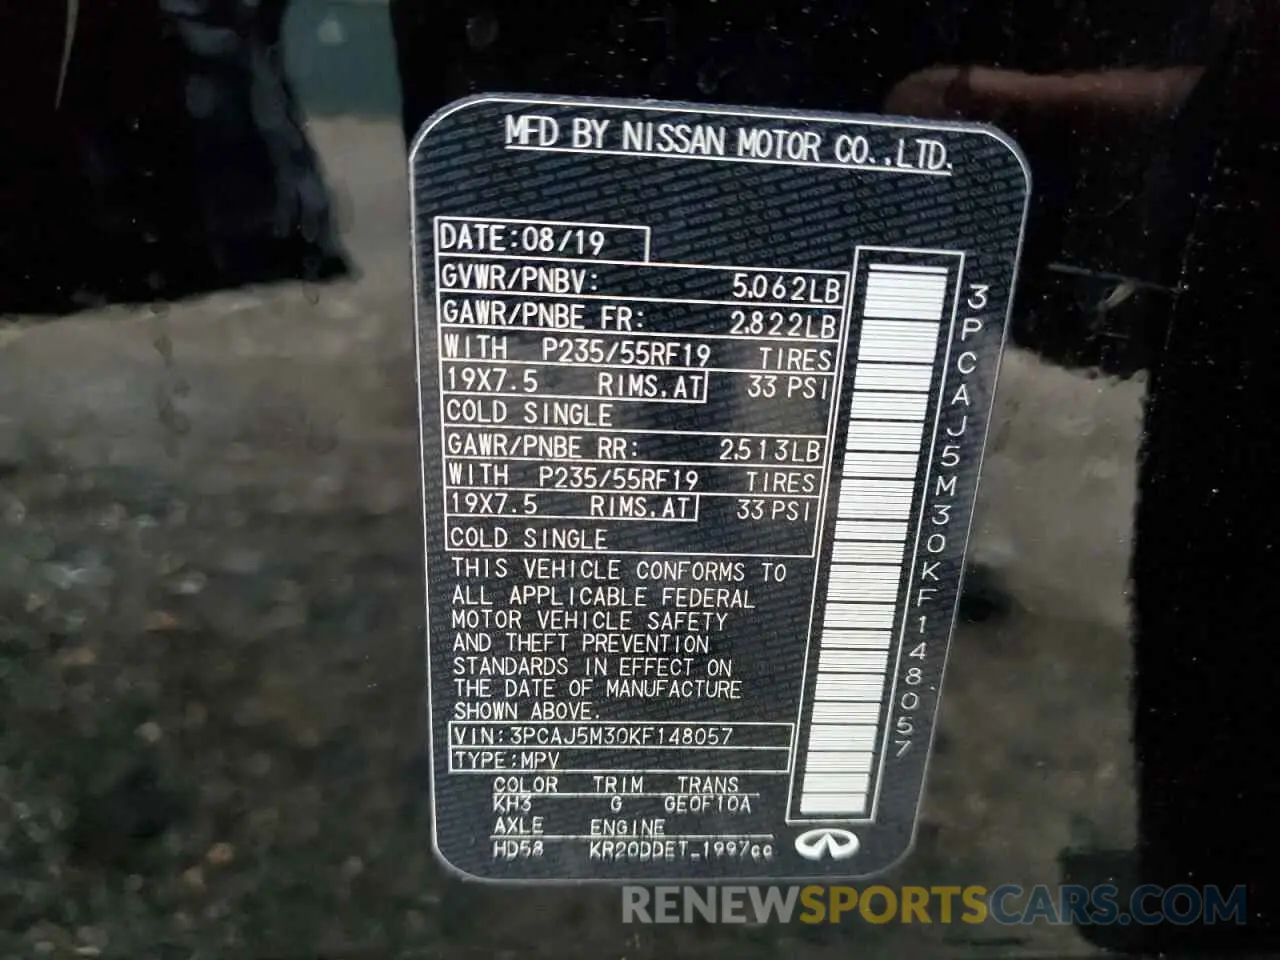 MFD BY NISSAN MOTOR CO.,LTD.
DATE:08/19
GVWR/PNBV: 5,062LB
GAWR/PNBE FR: 2,822LB
WITH P235/55RF19 TIRES
19X7.5 RIMS.AT 33 PSI
COLD SINGLE
GAWR/PNBE RR: 2,513LB
WITH P235/55RF19 TIRES
19X7.5 RIMS.AT 33 PSI
COLD SINGLE
THIS VEHICLE CONFORMS TO
ALL APPLICABLE FEDERAL
MOTOR VEHICLE SAFETY
AND THEFT PREVENTION
STANDARDS IN EFFECT ON
THE DATE OF MANUFACTURE
SHOWN ABOVE.
VIN:3PCAJ5M30KF148057
TYPE:MPV
COLOR TRIM TRANS
KH3 G GE0F10A
AXLE ENGINE
HD58 KR20DDET_1997cc
3PCAJ5M30KF148057
RENEWSPORTSCARS.COM